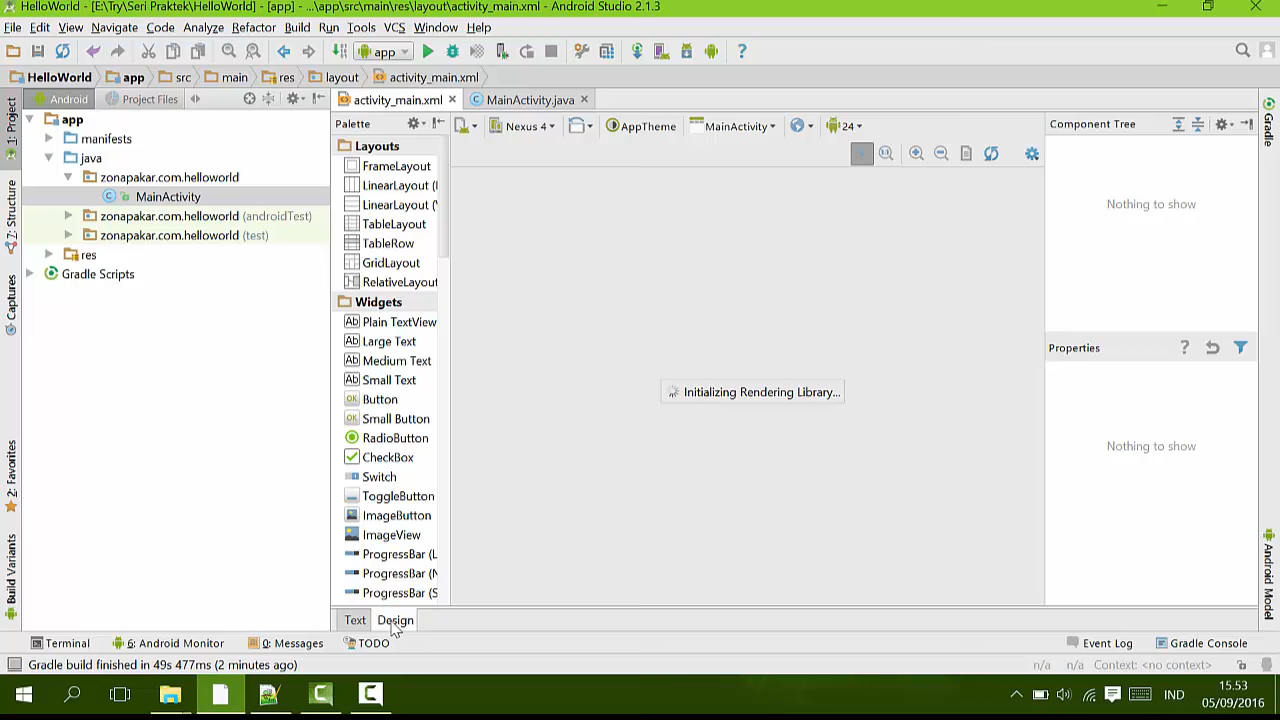 HelloWorld - [E:\Try\Seri Praktek\HelloWorld] - [app] - ...\app\src\main\res\layout\activity_main.xml - Android Studio 2.1.3
File Edit View Navigate Code Analyze Refactor Build Run Tools VCS Window Help
app
HelloWorld app src main res layout activity_main.xml
Android Project Files
activity_main.xml MainActivity.java
1: Project
7: Structure
Captures
2: Favorites
Build Variants
app
manifests
java
zonapakar.com.helloworld
MainActivity
zonapakar.com.helloworld (androidTest)
zonapakar.com.helloworld (test)
res
Gradle Scripts
Palette
Layouts
FrameLayout
LinearLayout (
LinearLayout (
TableLayout
TableRow
GridLayout
RelativeLayout
Widgets
Ab Plain TextView
Ab Large Text
Ab Medium Text
Ab Small Text
OK Button
OK Small Button
RadioButton
CheckBox
Switch
ToggleButton
ImageButton
ImageView
ProgressBar (L
ProgressBar (N
ProgressBar (S
Text Design
Nexus 4 AppTheme MainActivity 24
1:1
Initializing Rendering Library...
Component Tree
Nothing to show
Properties ?
Nothing to show
Gradle
Android Model
Terminal 6: Android Monitor 0: Messages TODO
Event Log Gradle Console
Gradle build finished in 49s 477ms (2 minutes ago)
n/a n/a Context: <no context>
IND
15.53
05/09/2016